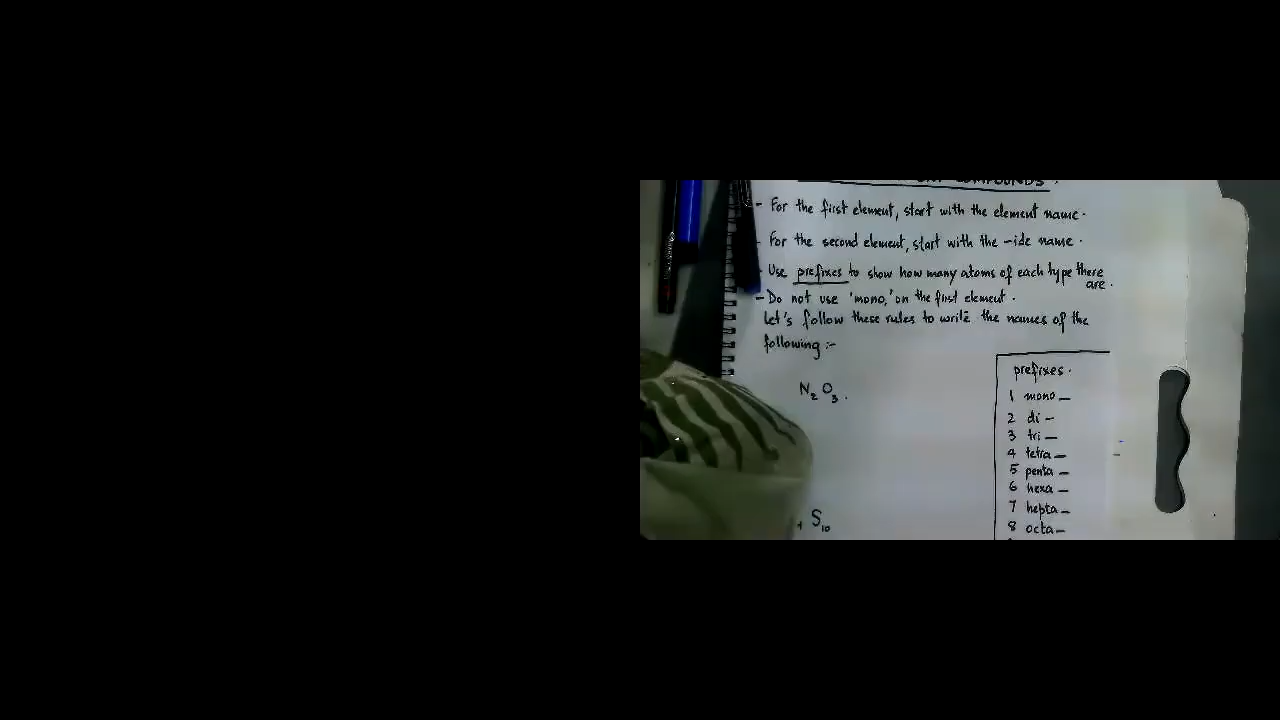 COMPOUNDS.
- For the first element, start with the element name.
- For the second element, start with the -ide name.
- Use prefixes to show how many atoms of each type there are.
- Do not use 'mono,' on the first element.
Let's follow these rules to write the names of the
following :-
N₂O₃.
S₁₀
prefixes.
1 mono -
2 di -
3 tri -
4 tetra -
5 penta -
6 hexa -
7 hepta -
8 octa -